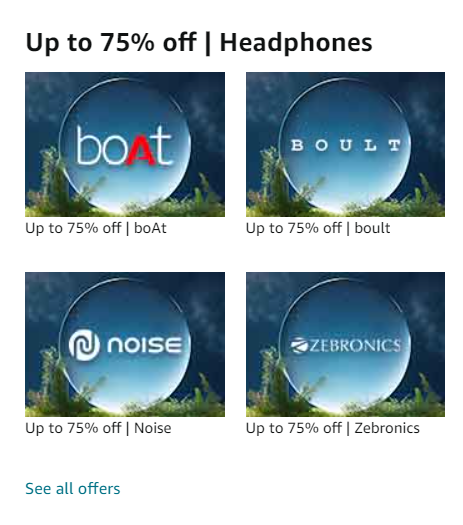 Up to 75% off | Headphones
boAt
BOULT
Up to 75% off | boAt
Up to 75% off | boult
NOISE
ZEBRONICS
Up to 75% off | Noise
Up to 75% off | Zebronics
See all offers